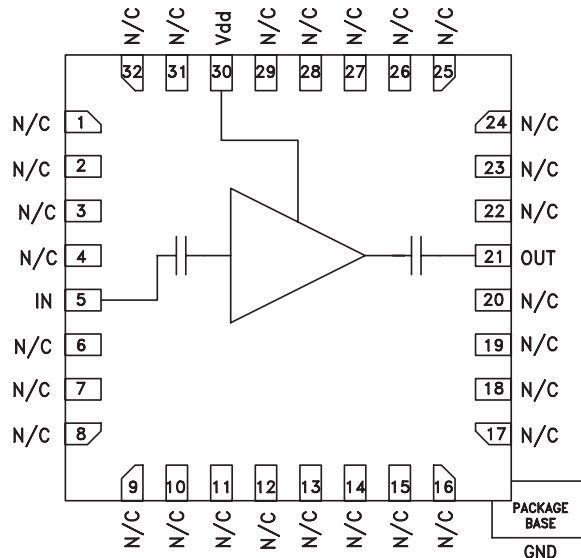 N/C N/C Vdd N/C N/C N/C N/C N/C
32 31 30 29 28 27 26 25
N/C 1 24 N/C
N/C 2 23 N/C
N/C 3 22 N/C
N/C 4 21 OUT
IN 5 20 N/C
N/C 6 19 N/C
N/C 7 18 N/C
N/C 8 17 N/C
9 10 11 12 13 14 15 16
N/C N/C N/C N/C N/C N/C N/C N/C
PACKAGE
BASE
GND